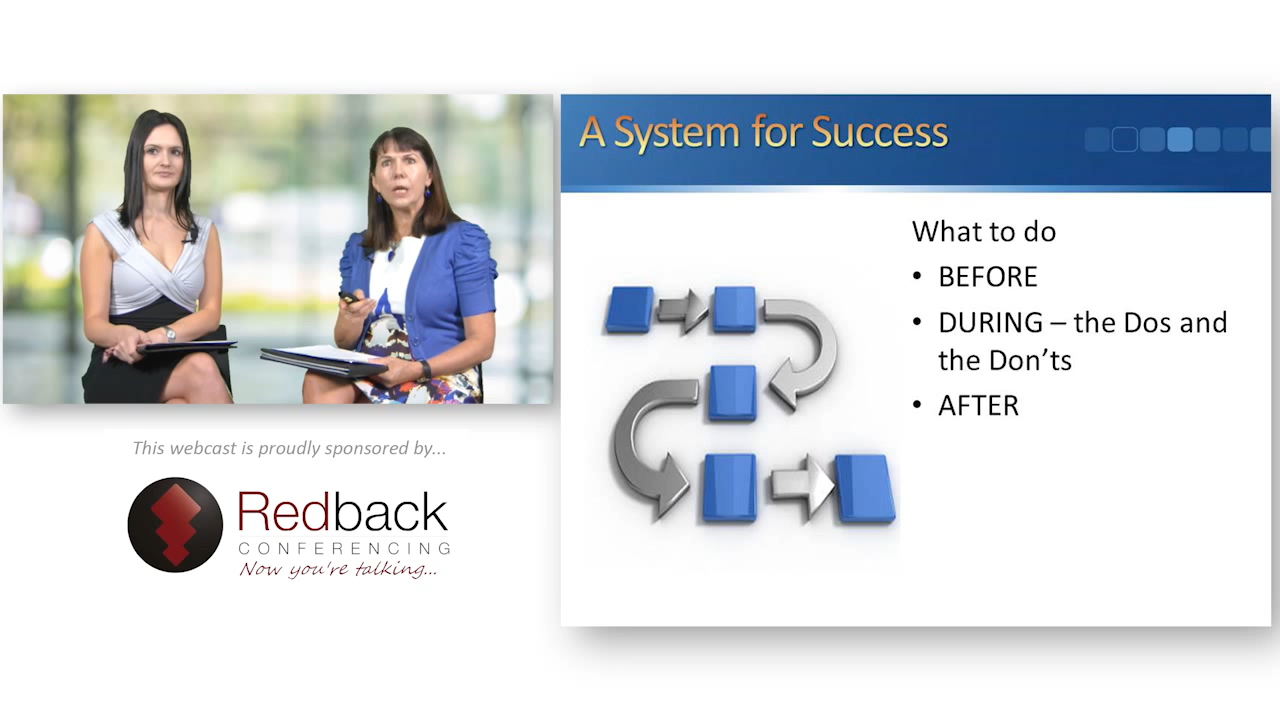 This webcast is proudly sponsored by...
Redback
CONFERENCING
Now you're talking...
A System for Success
What to do
• BEFORE
• DURING – the Dos and
the Don'ts
• AFTER